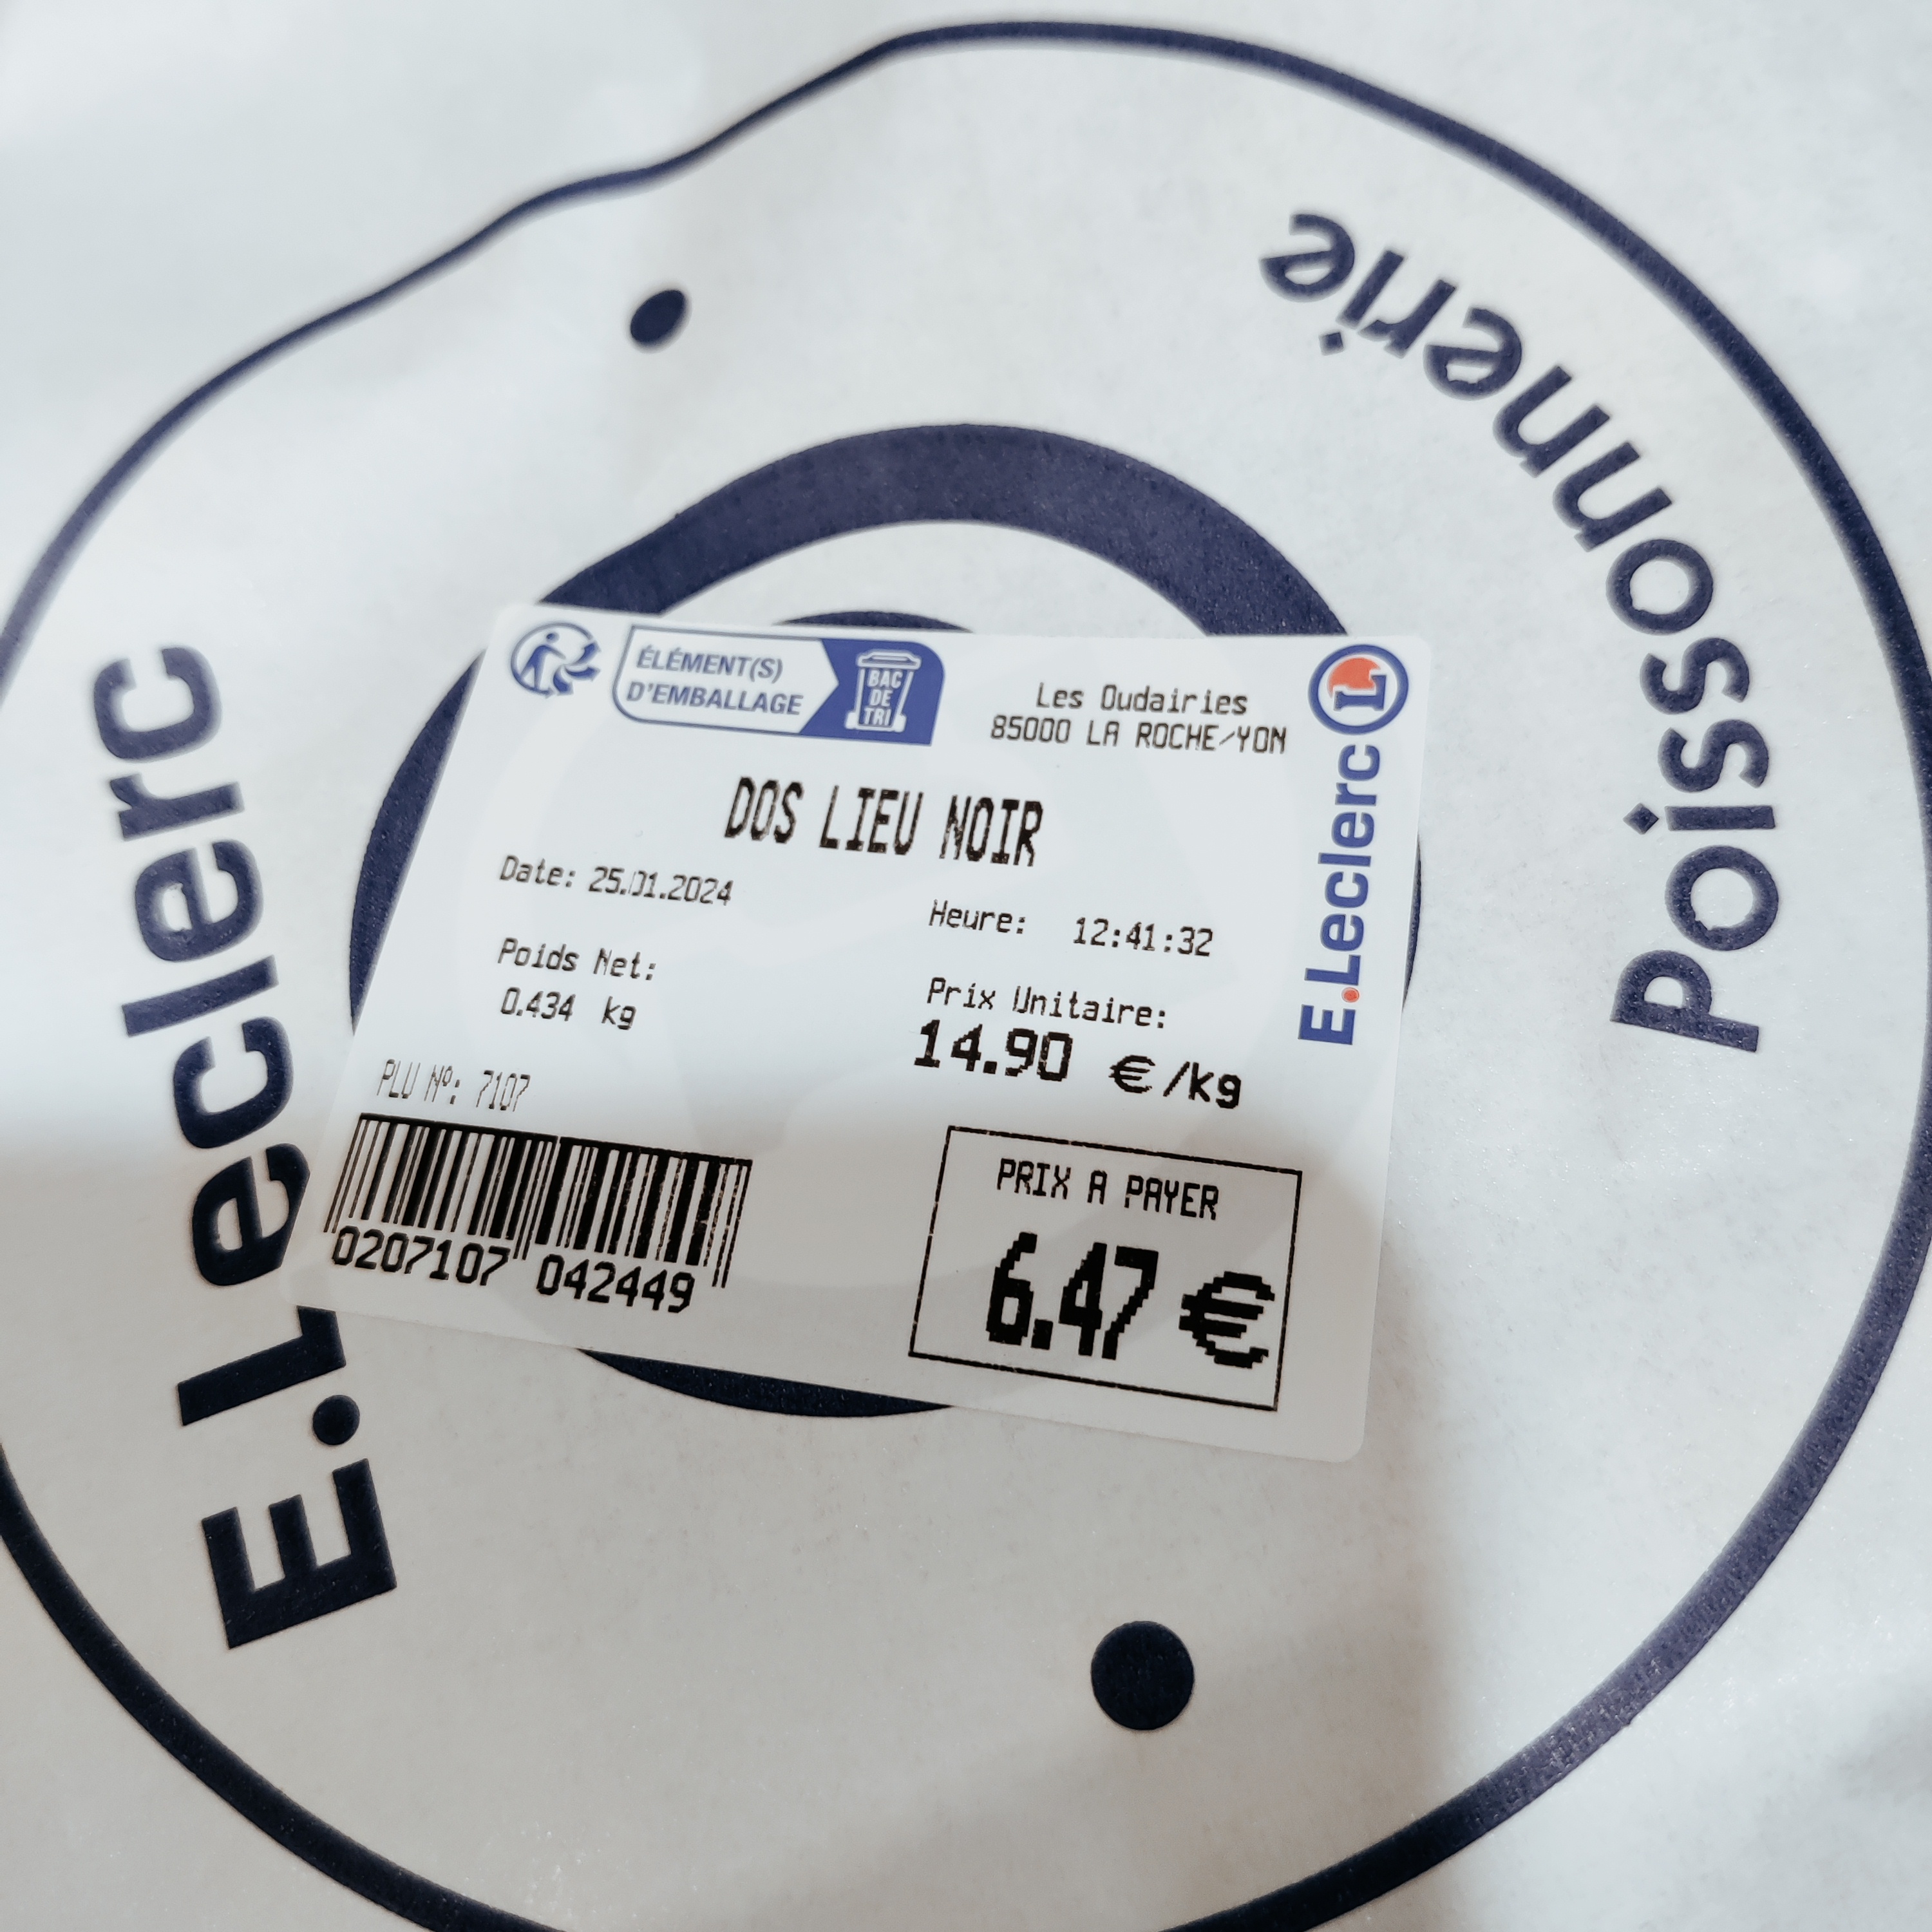 E.Leclerc
Poissonnerie
ÉLÉMENT(S)
D'EMBALLAGE
BAC
DE
TRI
Les Oudairies
85000 LA ROCHE/YON
E.Leclerc L
DOS LIEU NOIR
Date: 25.01.2024
Heure: 12:41:32
Poids Net:
0.434 kg
Prix Unitaire:
14.90 €/kg
PLU Nº: 7107
0207107 042449
PRIX A PAYER
6.47 €